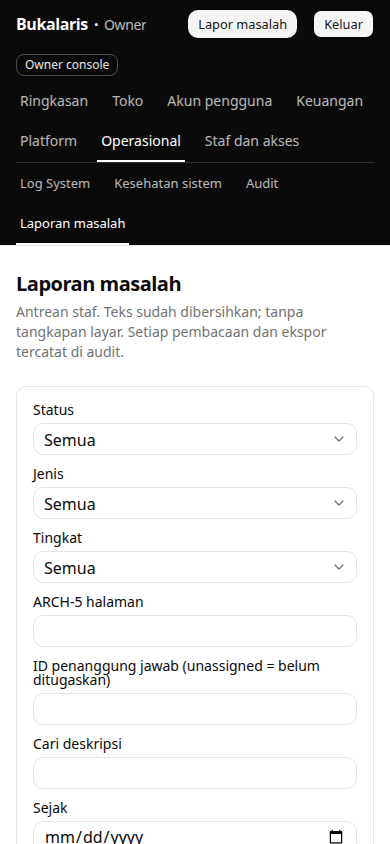 Bukalaris · Owner
Lapor masalah
Keluar
Owner console
Ringkasan Toko Akun pengguna Keuangan
Platform Operasional Staf dan akses
Log System Kesehatan sistem Audit
Laporan masalah
Laporan masalah
Antrean staf. Teks sudah dibersihkan; tanpa
tangkapan layar. Setiap pembacaan dan ekspor
tercatat di audit.
Status
Semua
Jenis
Semua
Tingkat
Semua
ARCH-5 halaman
ID penanggung jawab (unassigned = belum
ditugaskan)
Cari deskripsi
Sejak
mm/dd/yyyy